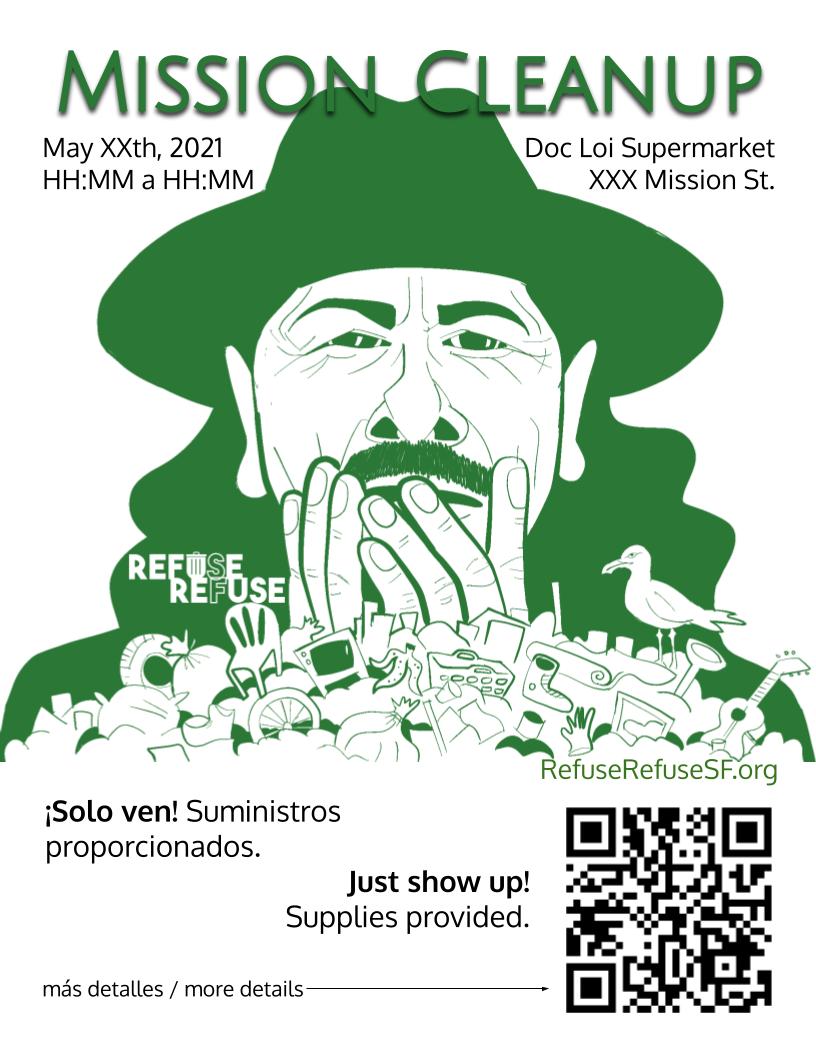 Mission Cleanup
May XXth, 2021
HH:MM a HH:MM
Doc Loi Supermarket
XXX Mission St.
REFUSE
REFUSE
RefuseRefuseSF.org
¡Solo ven! Suministros
proporcionados.
Just show up!
Supplies provided.
más detalles / more details